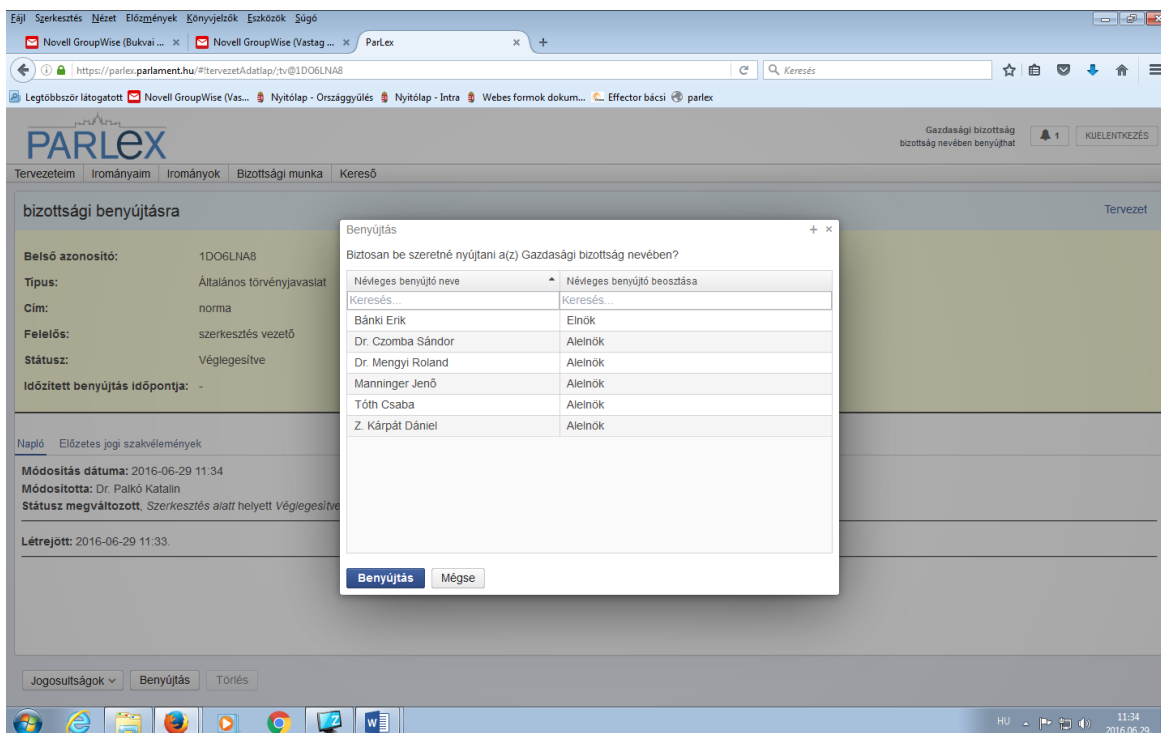 Fájl Szerkesztés Nézet Előzmények Könyvjelzők Eszközök Súgó
Novell GroupWise (Bukvai ... × Novell GroupWise (Vastag ... × ParLex × +
https://parlex.parlament.hu/#!tervezetAdatlap/;tv@1DO6LNA8 Keresés
Legtöbbször látogatott Novell GroupWise (Vas... Nyitólap - Országgyűlés Nyitólap - Intra Webes formok dokum... Effector bácsi parlex
PARLex
Gazdasági bizottság
bizottság nevében benyújthat
1 KIJELENTKEZÉS
Tervezeteim Irományaim Irományok Bizottsági munka Kereső
bizottsági benyújtásra Tervezet
Belső azonosító: 1DO6LNA8
Típus: Általános törvényjavaslat
Cím: norma
Felelős: szerkesztés vezető
Státusz: Véglegesítve
Időzített benyújtás időpontja: -
Napló Előzetes jogi szakvélemények
Módosítás dátuma: 2016-06-29 11:34
Módosította: Dr. Palkó Katalin
Státusz megváltozott, Szerkesztés alatt helyett Véglegesítve
Létrejött: 2016-06-29 11:33.
Benyújtás + ×
Biztosan be szeretné nyújtani a(z) Gazdasági bizottság nevében?
Névleges benyújtó neve Névleges benyújtó beosztása
Keresés... Keresés...
Bánki Erik Elnök
Dr. Czomba Sándor Alelnök
Dr. Mengyi Roland Alelnök
Manninger Jenő Alelnök
Tóth Csaba Alelnök
Z. Kárpát Dániel Alelnök
Benyújtás Mégse
Jogosultságok Benyújtás Törlés
HU 11:34
2016.06.29.